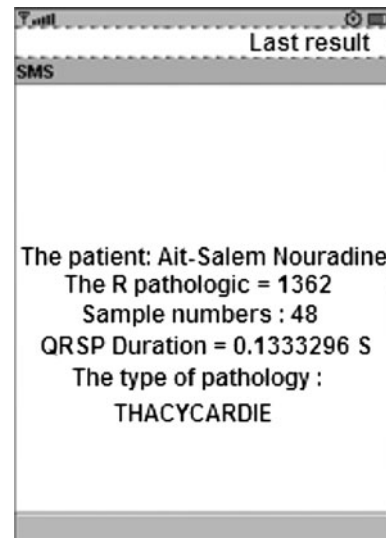 Last result
SMS
The patient: Ait-Salem Nouradine
The R pathologic = 1362
Sample numbers : 48
QRSP Duration = 0.1333296 S
The type of pathology :
THACYCARDIE